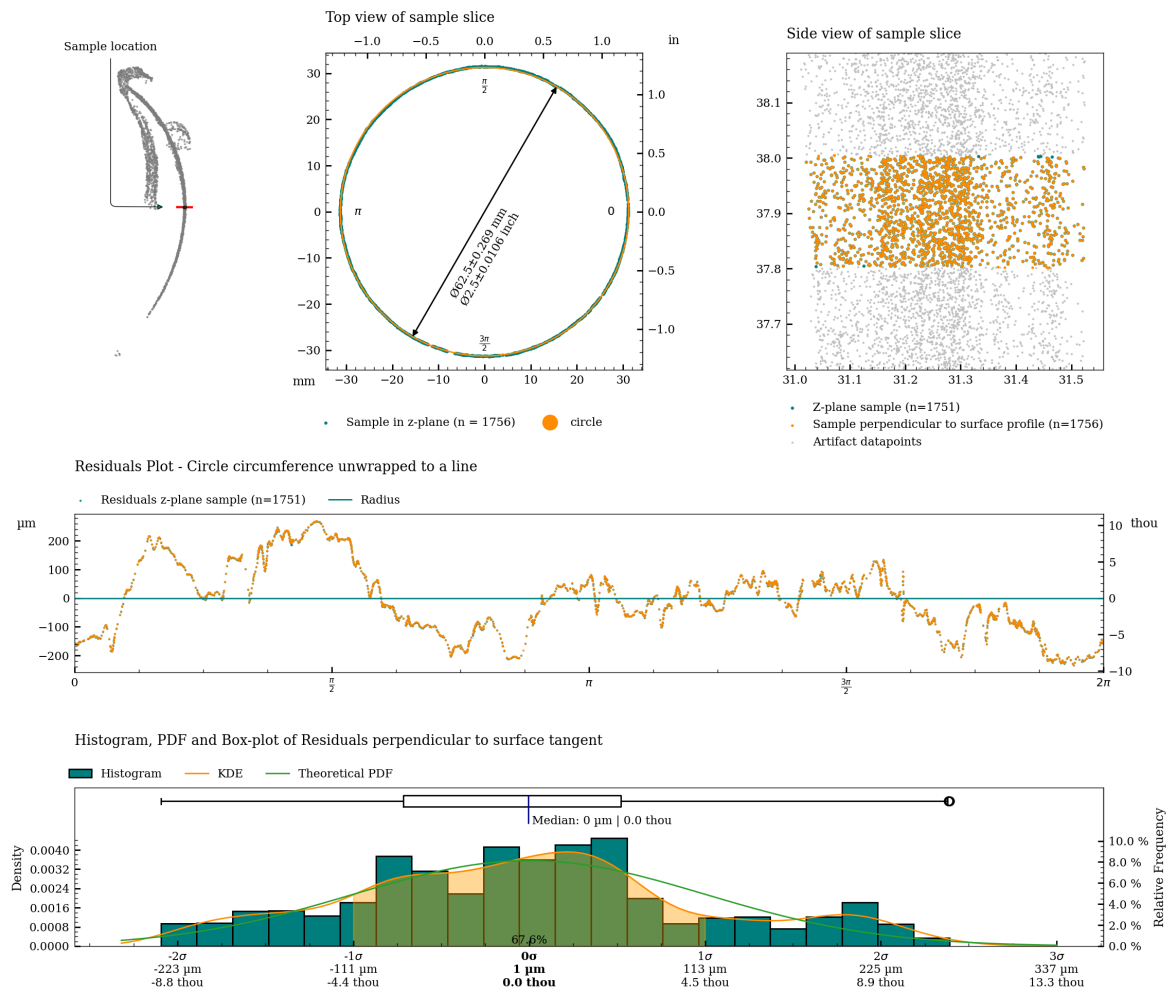 Top view of sample slice
Side view of sample slice
Sample location
−1.0 −0.5 0.0 0.5 1.0 in
30
20
10
0
−10
−20
−30
1.0
0.5
0.0
−0.5
−1.0
π/2
π
0
3π/2
Ø62.5±0.269 mm
Ø2.5±0.0106 inch
mm −30 −20 −10 0 10 20 30
38.1
38.0
37.9
37.8
37.7
31.0 31.1 31.2 31.3 31.4 31.5
Sample in z-plane (n = 1756) circle
Z-plane sample (n=1751)
Sample perpendicular to surface profile (n=1756)
Artifact datapoints
Residuals Plot - Circle circumference unwrapped to a line
Residuals z-plane sample (n=1751) Radius
µm
200
100
0
−100
−200
thou
10
5
0
−5
−10
0 π/2 π 3π/2 2π
Histogram, PDF and Box-plot of Residuals perpendicular to surface tangent
Histogram KDE Theoretical PDF
Median: 0 µm | 0.0 thou
Density
0.0040
0.0032
0.0024
0.0016
0.0008
0.0000
Relative Frequency
10.0 %
8.0 %
6.0 %
4.0 %
2.0 %
0.0 %
67.6%
-2σ -1σ 0σ 1σ 2σ 3σ
-223 µm -111 µm 1 µm 113 µm 225 µm 337 µm
-8.8 thou -4.4 thou 0.0 thou 4.5 thou 8.9 thou 13.3 thou